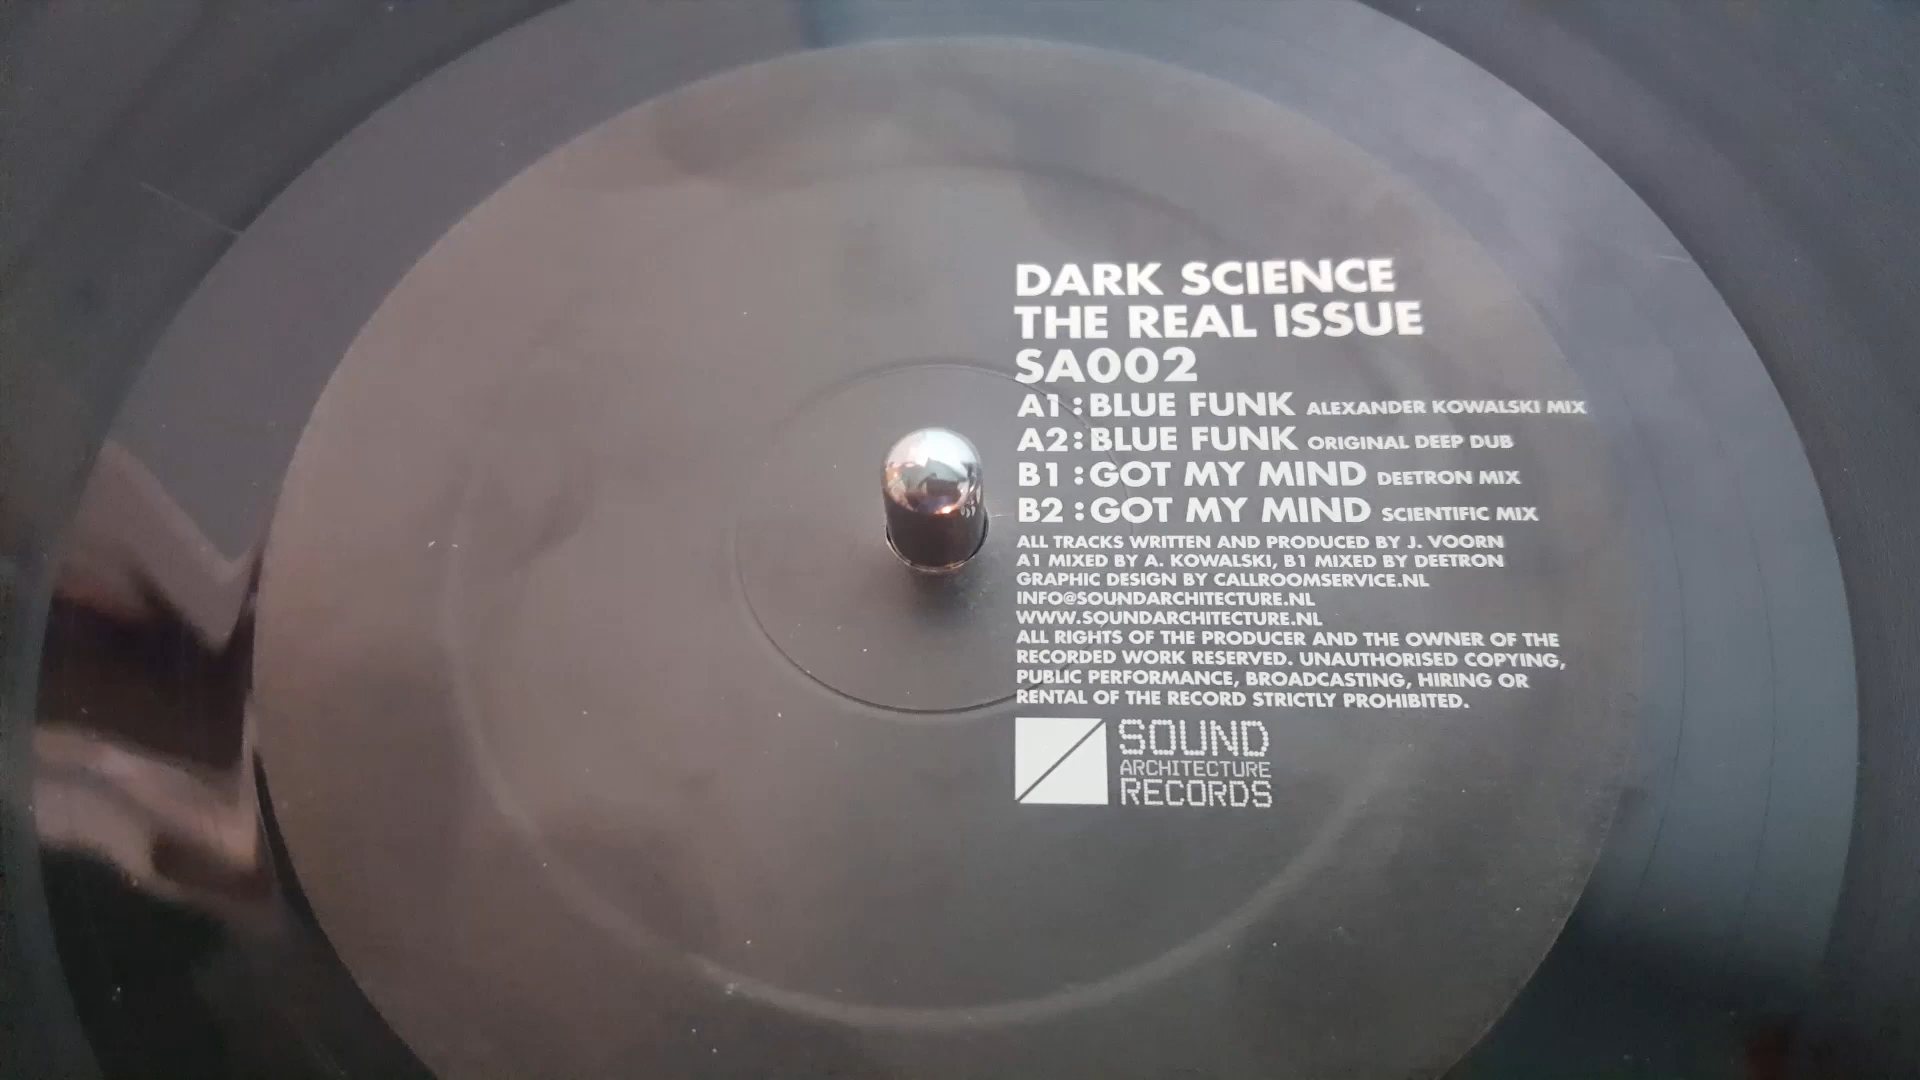 DARK SCIENCE
THE REAL ISSUE
SA002
A1 : BLUE FUNK ALEXANDER KOWALSKI MIX
A2 : BLUE FUNK ORIGINAL DEEP DUB
B1 : GOT MY MIND DEETRON MIX
B2 : GOT MY MIND SCIENTIFIC MIX
ALL TRACKS WRITTEN AND PRODUCED BY J. VOORN
A1 MIXED BY A. KOWALSKI, B1 MIXED BY DEETRON
GRAPHIC DESIGN BY CALLROOMSERVICE.NL
INFO@SOUNDARCHITECTURE.NL
WWW.SOUNDARCHITECTURE.NL
ALL RIGHTS OF THE PRODUCER AND THE OWNER OF THE
RECORDED WORK RESERVED. UNAUTHORISED COPYING,
PUBLIC PERFORMANCE, BROADCASTING, HIRING OR
RENTAL OF THE RECORD STRICTLY PROHIBITED.
SOUND
ARCHITECTURE
RECORDS